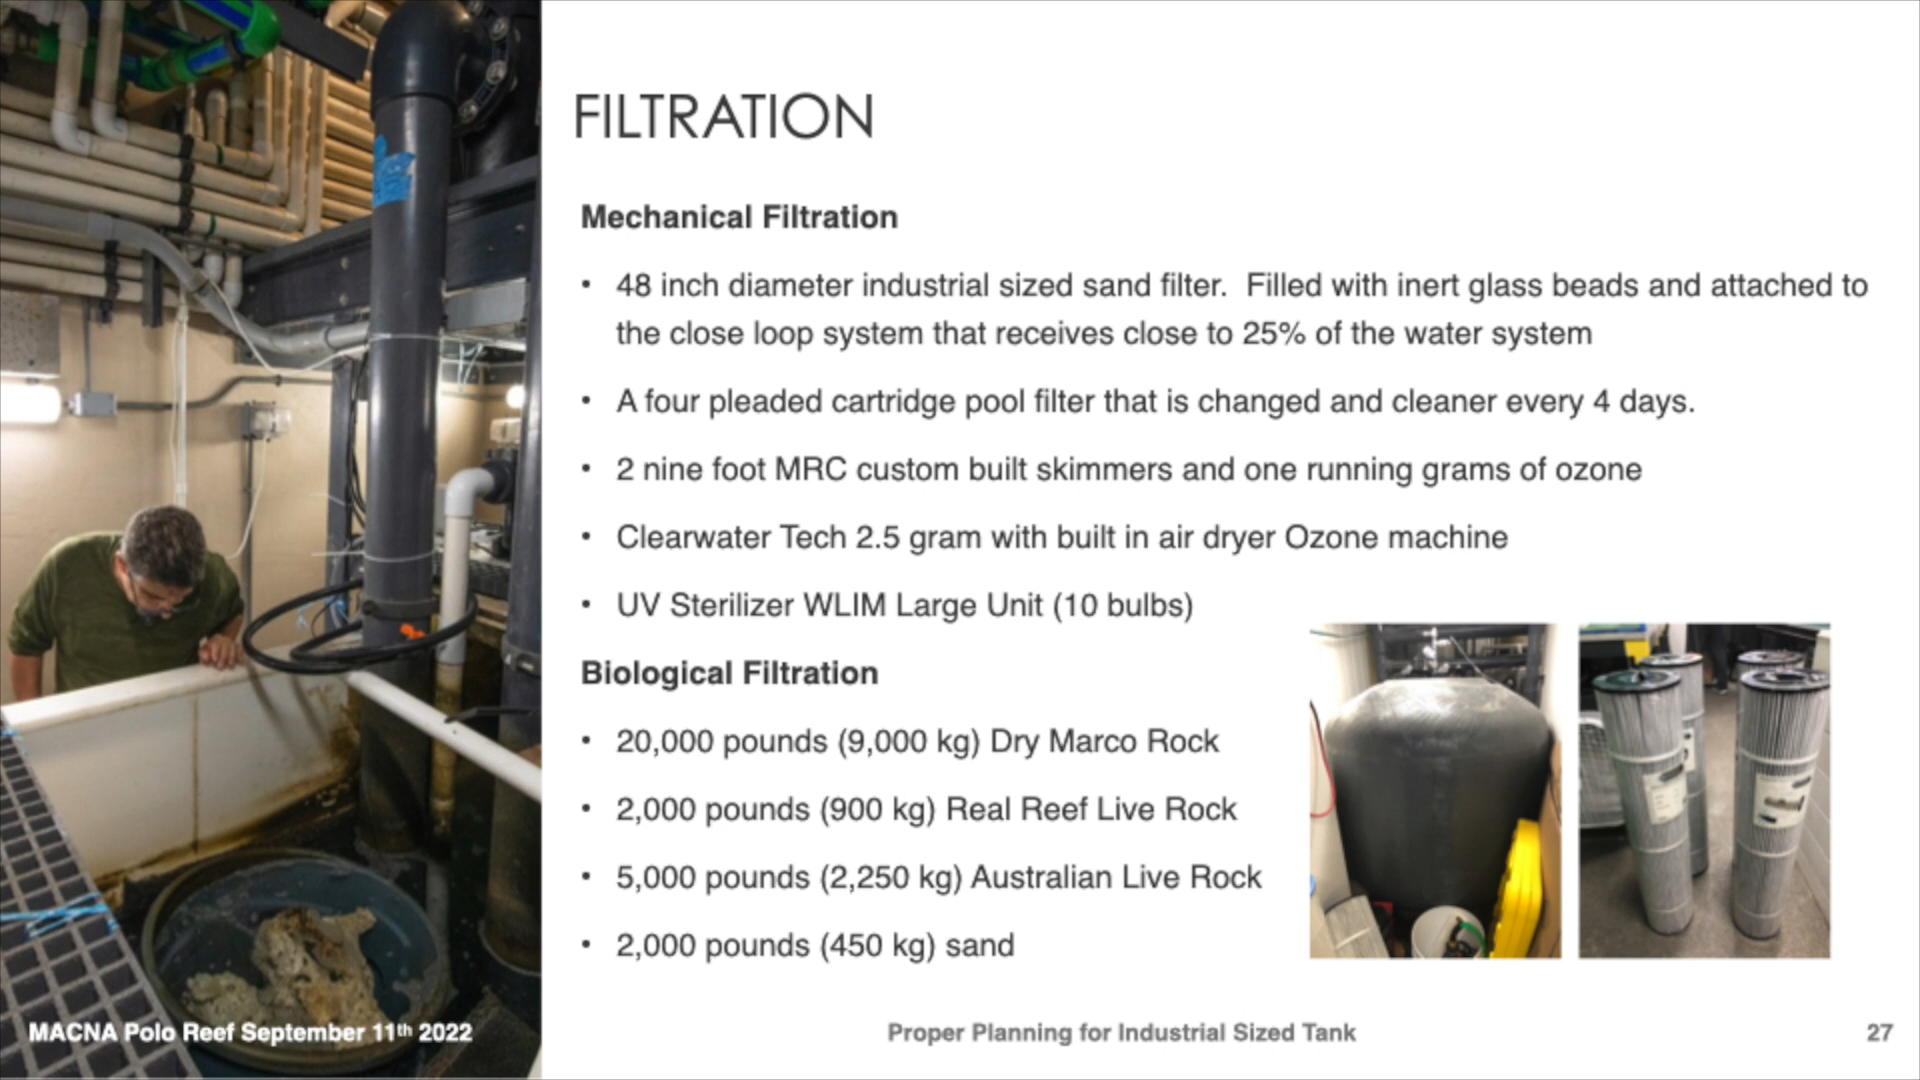 FILTRATION
Mechanical Filtration
• 48 inch diameter industrial sized sand filter.  Filled with inert glass beads and attached to
the close loop system that receives close to 25% of the water system
• A four pleaded cartridge pool filter that is changed and cleaner every 4 days.
• 2 nine foot MRC custom built skimmers and one running grams of ozone
• Clearwater Tech 2.5 gram with built in air dryer Ozone machine
• UV Sterilizer WLIM Large Unit (10 bulbs)
Biological Filtration
• 20,000 pounds (9,000 kg) Dry Marco Rock
• 2,000 pounds (900 kg) Real Reef Live Rock
• 5,000 pounds (2,250 kg) Australian Live Rock
• 2,000 pounds (450 kg) sand
MACNA Polo Reef September 11th 2022
Proper Planning for Industrial Sized Tank
27